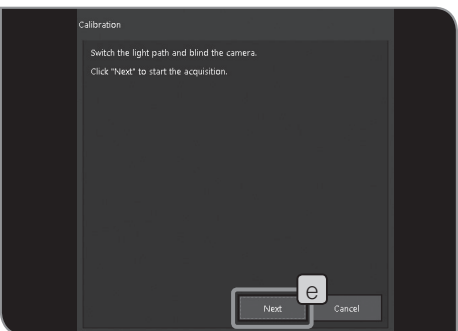 Calibration
Switch the light path and blind the camera.
Click "Next" to start the acquisition.
e
Next
Cancel